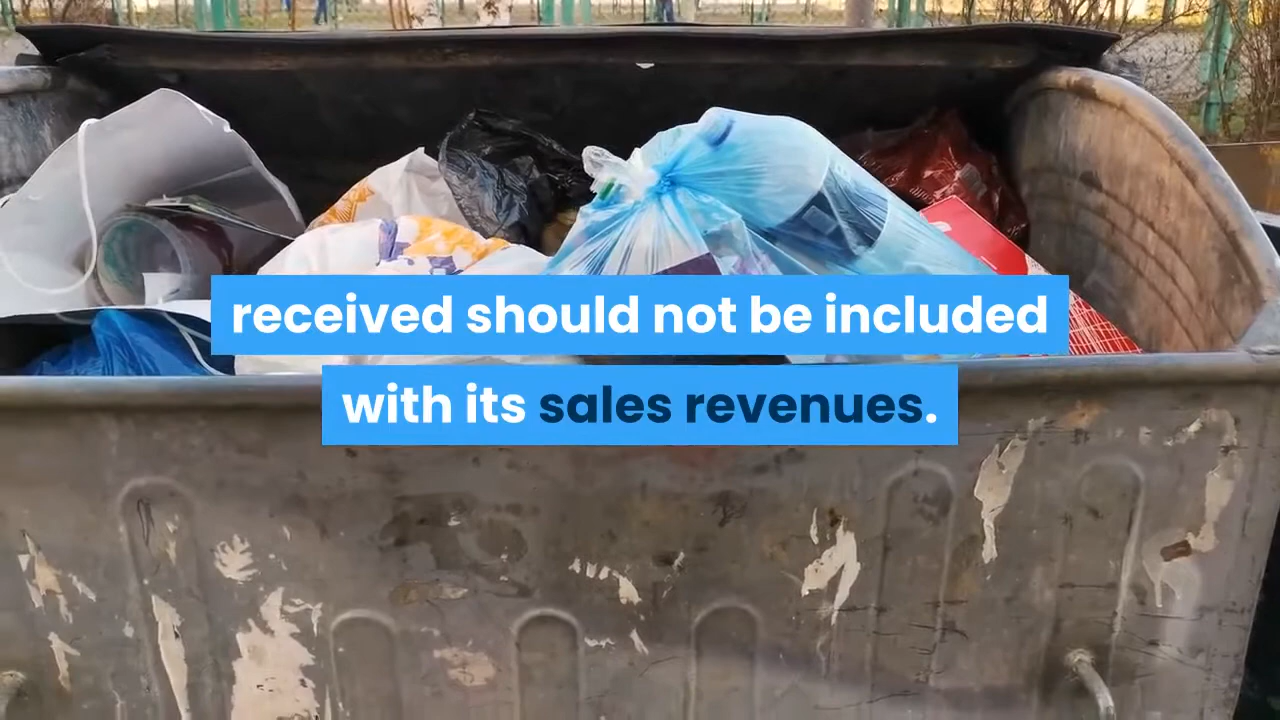 received should not be included
with its sales revenues.